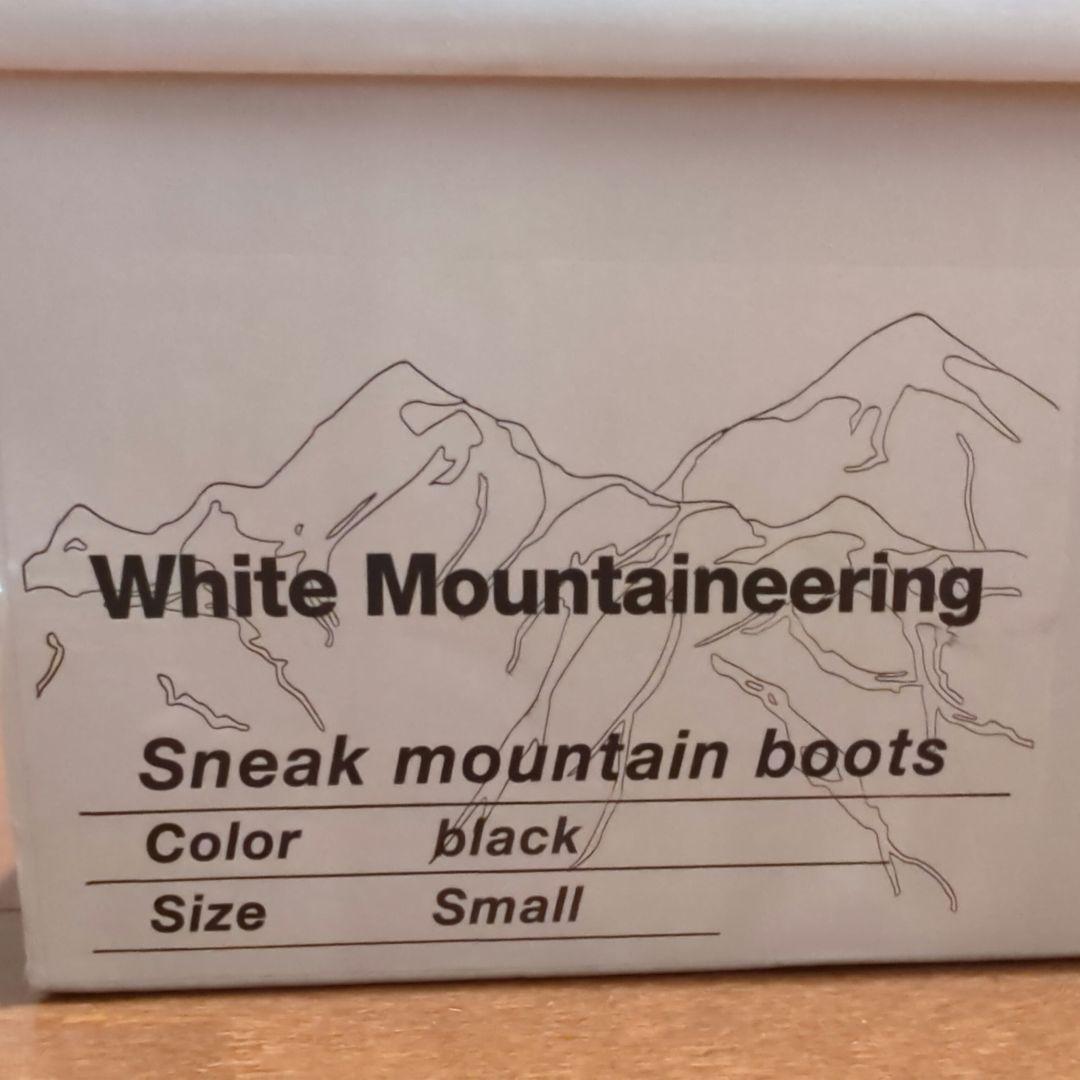 White Mountaineering
Sneak mountain boots
Color black
Size Small